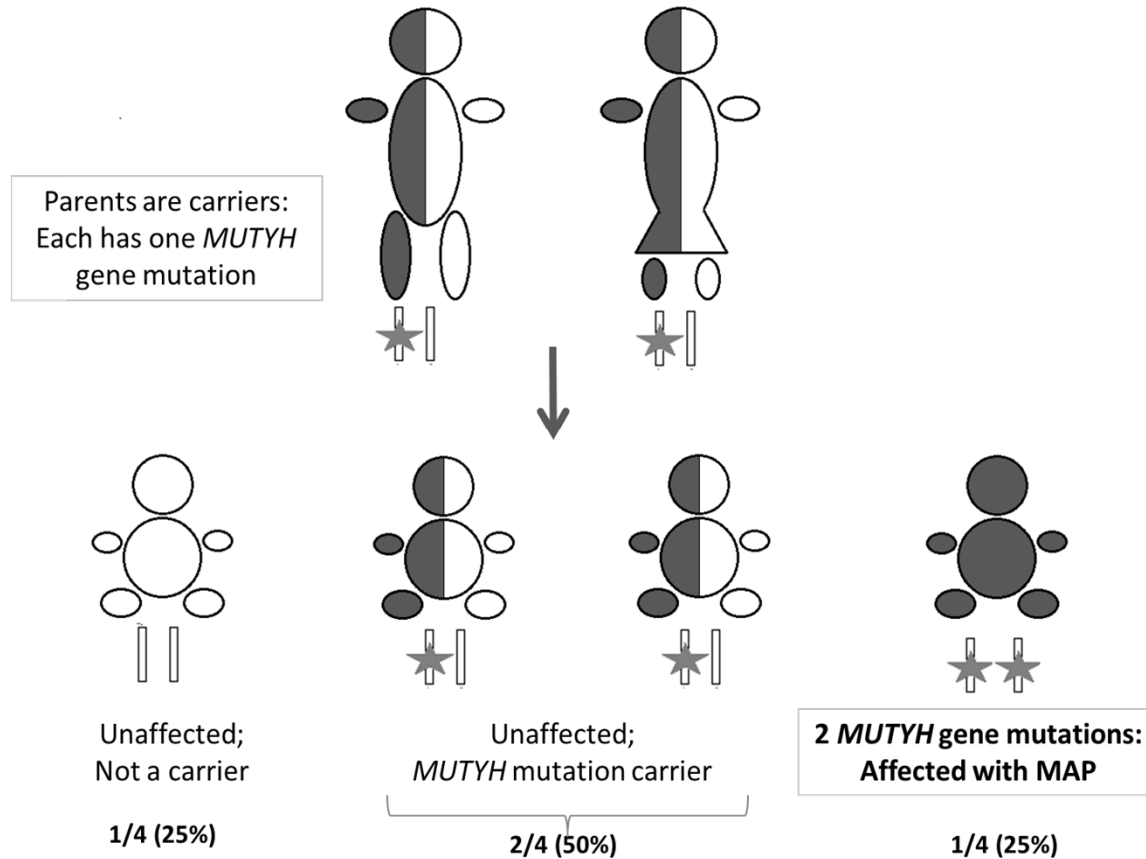 Parents are carriers:
Each has one MUTYH
gene mutation
Unaffected;
Not a carrier
1/4 (25%)
Unaffected;
MUTYH mutation carrier
2/4 (50%)
2 MUTYH gene mutations:
Affected with MAP
1/4 (25%)